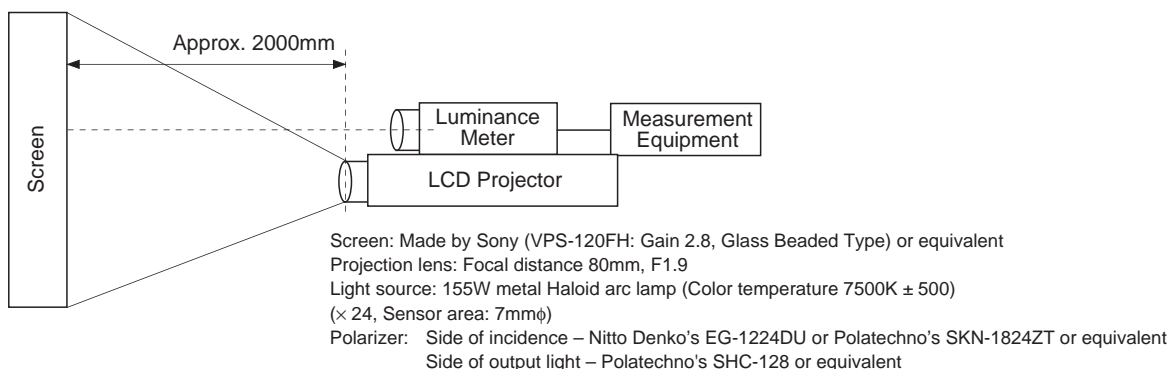 Approx. 2000mm
Screen
Luminance
Meter
Measurement
Equipment
LCD Projector
Screen: Made by Sony (VPS-120FH: Gain 2.8, Glass Beaded Type) or equivalent
Projection lens: Focal distance 80mm, F1.9
Light source: 155W metal Haloid arc lamp (Color temperature 7500K ± 500)
(× 24, Sensor area: 7mmϕ)
Polarizer: Side of incidence – Nitto Denko's EG-1224DU or Polatechno's SKN-1824ZT or equivalent
Side of output light – Polatechno's SHC-128 or equivalent